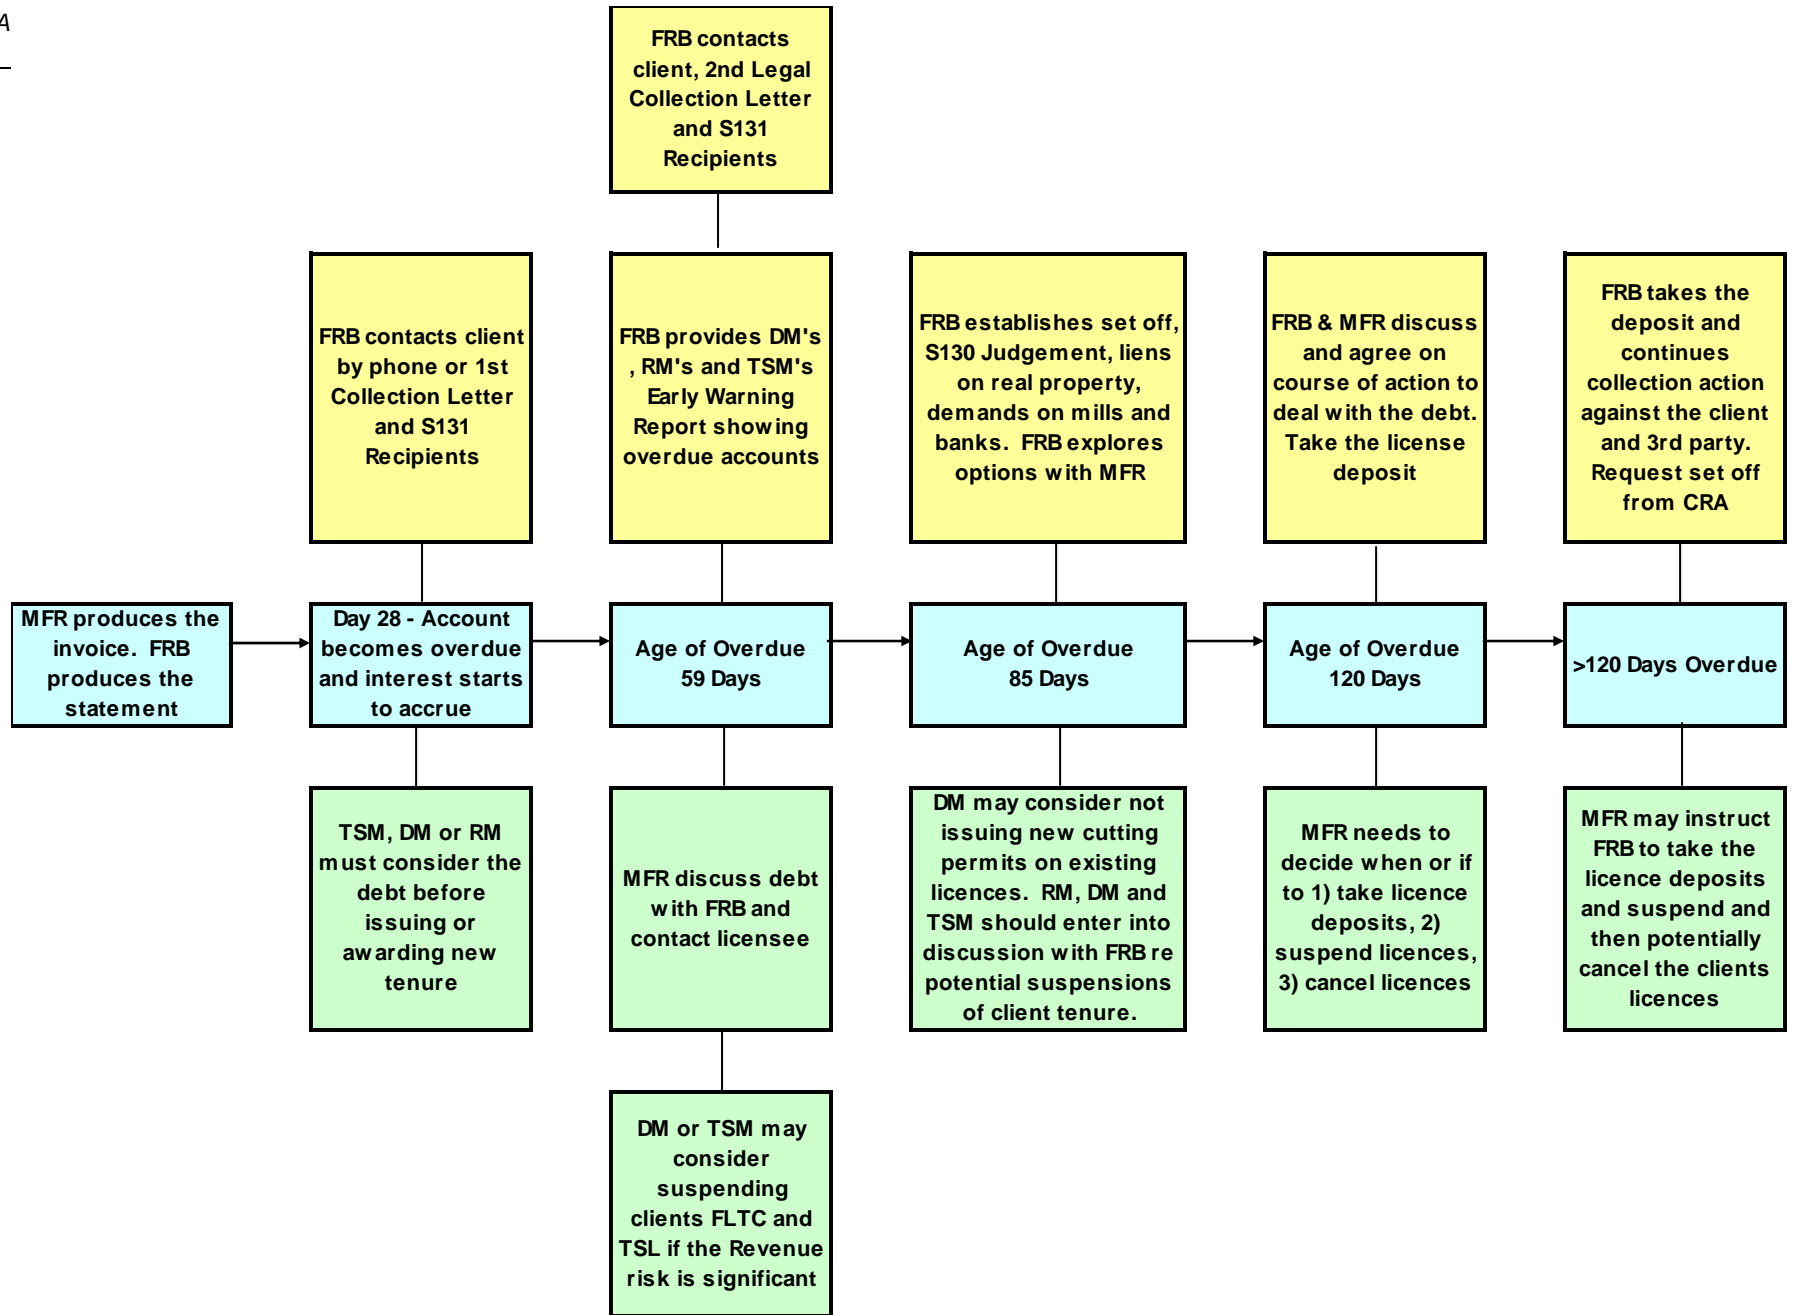 A
FRB contacts
client, 2nd Legal
Collection Letter
and S131
Recipients
FRB contacts client
by phone or 1st
Collection Letter
and S131
Recipients
FRB provides DM's
, RM's and TSM's
Early Warning
Report showing
overdue accounts
FRB establishes set off,
S130 Judgement, liens
on real property,
demands on mills and
banks.  FRB explores
options with MFR
FRB & MFR discuss
and agree on
course of action to
deal with the debt.
Take the license
deposit
FRB takes the
deposit and
continues
collection action
against the client
and 3rd party.
Request set off
from CRA
MFR produces the
invoice.  FRB
produces the
statement
Day 28 - Account
becomes overdue
and interest starts
to accrue
Age of Overdue
59 Days
Age of Overdue
85 Days
Age of Overdue
120 Days
>120 Days Overdue
TSM, DM or RM
must consider the
debt before
issuing or
awarding new
tenure
MFR discuss debt
with FRB and
contact licensee
DM may consider not
issuing new cutting
permits on existing
licences.  RM, DM and
TSM should enter into
discussion with FRB re
potential suspensions
of client tenure.
MFR needs to
decide when or if
to 1) take licence
deposits, 2)
suspend licences,
3) cancel licences
MFR may instruct
FRB to take the
licence deposits
and suspend and
then potentially
cancel the clients
licences
DM or TSM may
consider
suspending
clients FLTC and
TSL if the Revenue
risk is significant